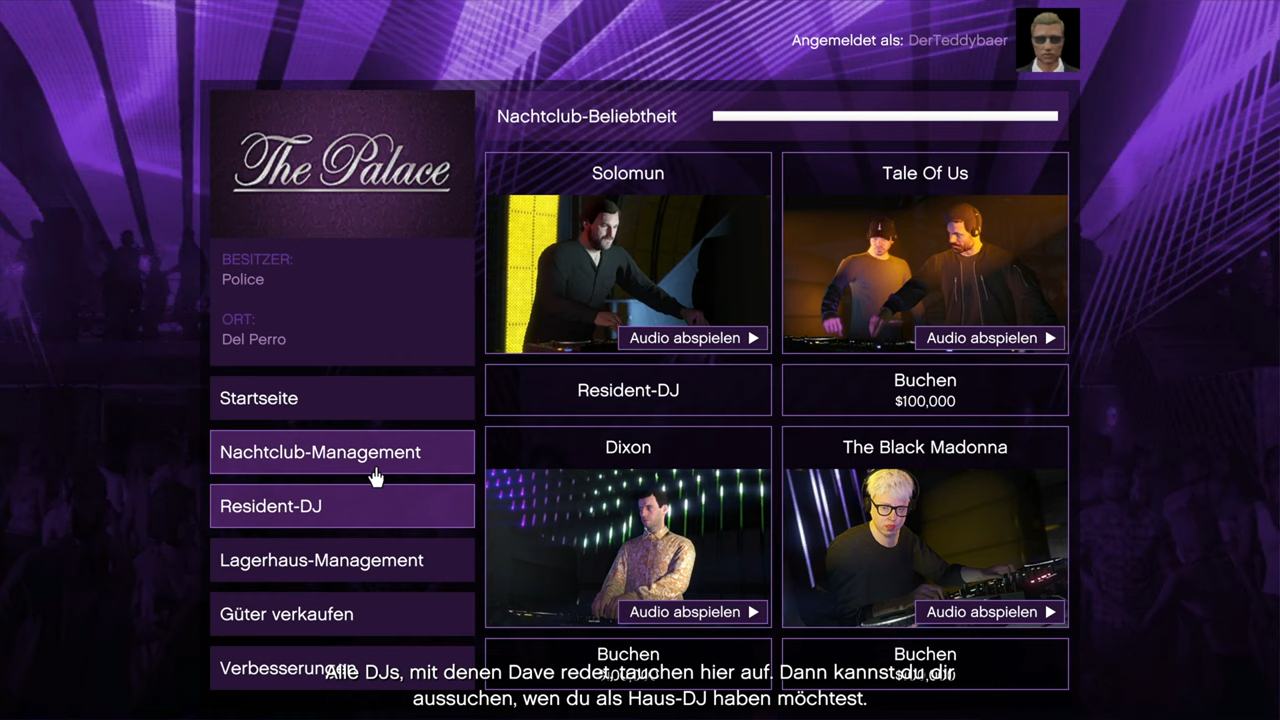 Angemeldet als: DerTeddybaer
The Palace
BESITZER:
Police
ORT:
Del Perro
Startseite
Nachtclub-Management
Resident-DJ
Lagerhaus-Management
Güter verkaufen
Verbesserungen
Nachtclub-Beliebtheit
Solomun
Audio abspielen
Resident-DJ
Tale Of Us
Audio abspielen
Buchen
$100,000
Dixon
Audio abspielen
Buchen
The Black Madonna
Audio abspielen
Buchen
Alle DJs, mit denen Dave redet, tauchen hier auf. Dann kannst du dir
aussuchen, wen du als Haus-DJ haben möchtest.